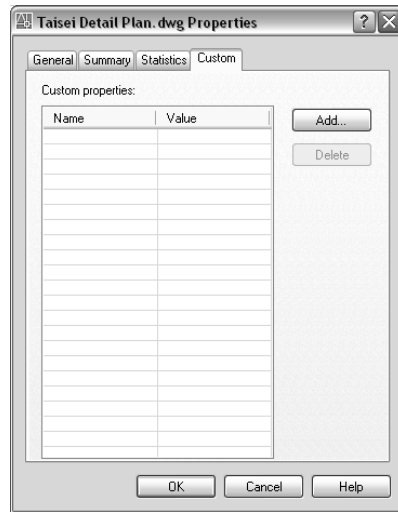 Taisei Detail Plan.dwg Properties
General Summary Statistics Custom
Custom properties:
Name Value
Add...
Delete
OK Cancel Help